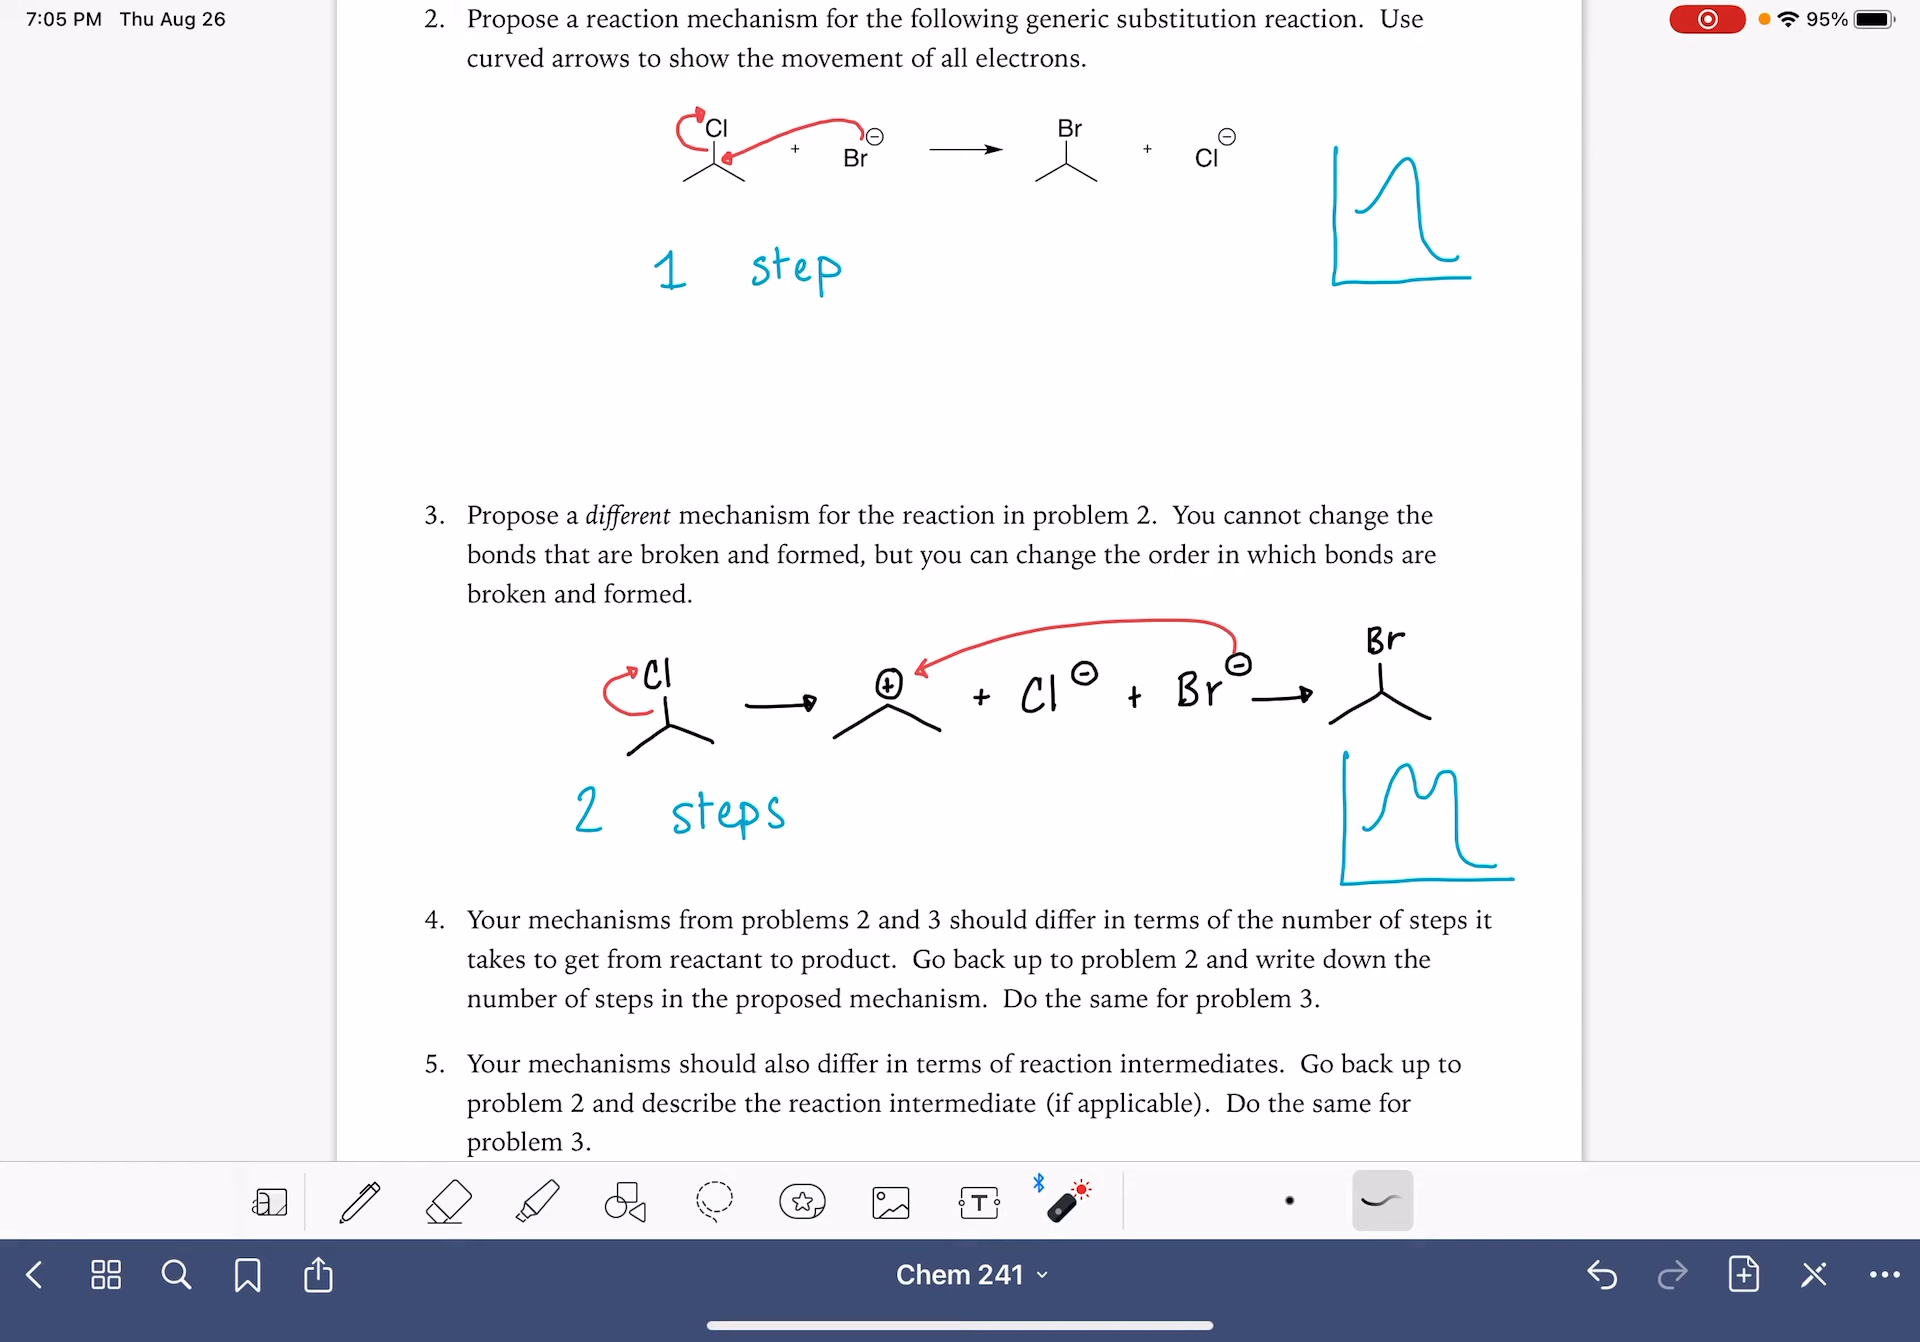 7:05 PM Thu Aug 26
95%
2. Propose a reaction mechanism for the following generic substitution reaction. Use
curved arrows to show the movement of all electrons.
Cl + Br ⊖ → Br + Cl ⊖
1 step
3. Propose a different mechanism for the reaction in problem 2. You cannot change the
bonds that are broken and formed, but you can change the order in which bonds are
broken and formed.
Cl → ⊕ + Cl ⊖ + Br ⊖ → Br
2 steps
4. Your mechanisms from problems 2 and 3 should differ in terms of the number of steps it
takes to get from reactant to product. Go back up to problem 2 and write down the
number of steps in the proposed mechanism. Do the same for problem 3.
5. Your mechanisms should also differ in terms of reaction intermediates. Go back up to
problem 2 and describe the reaction intermediate (if applicable). Do the same for
problem 3.
a
T
Chem 241